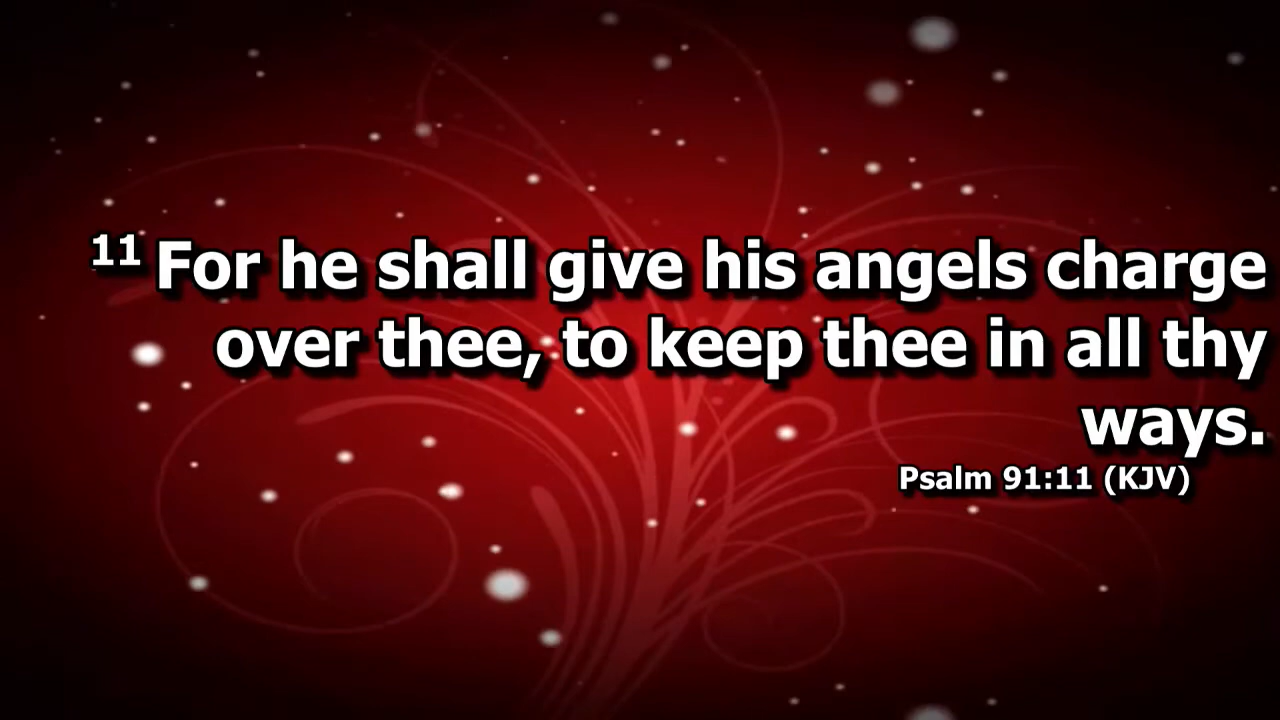 11 For he shall give his angels charge
over thee, to keep thee in all thy
ways.
Psalm 91:11 (KJV)